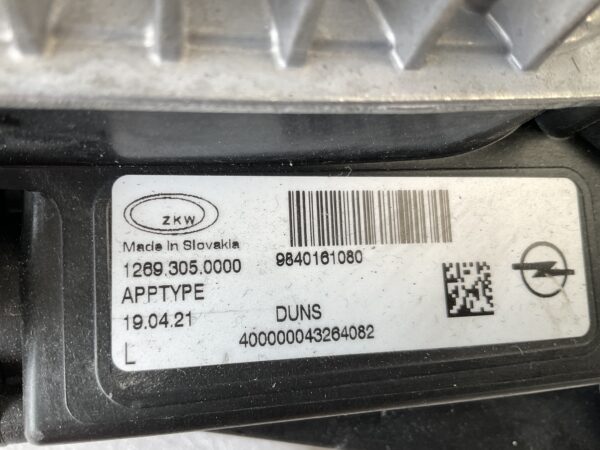 ZKW
Made in Slovakia
1269.305.0000
9840161080
APPTYPE
19.04.21
DUNS
400000043264082
L